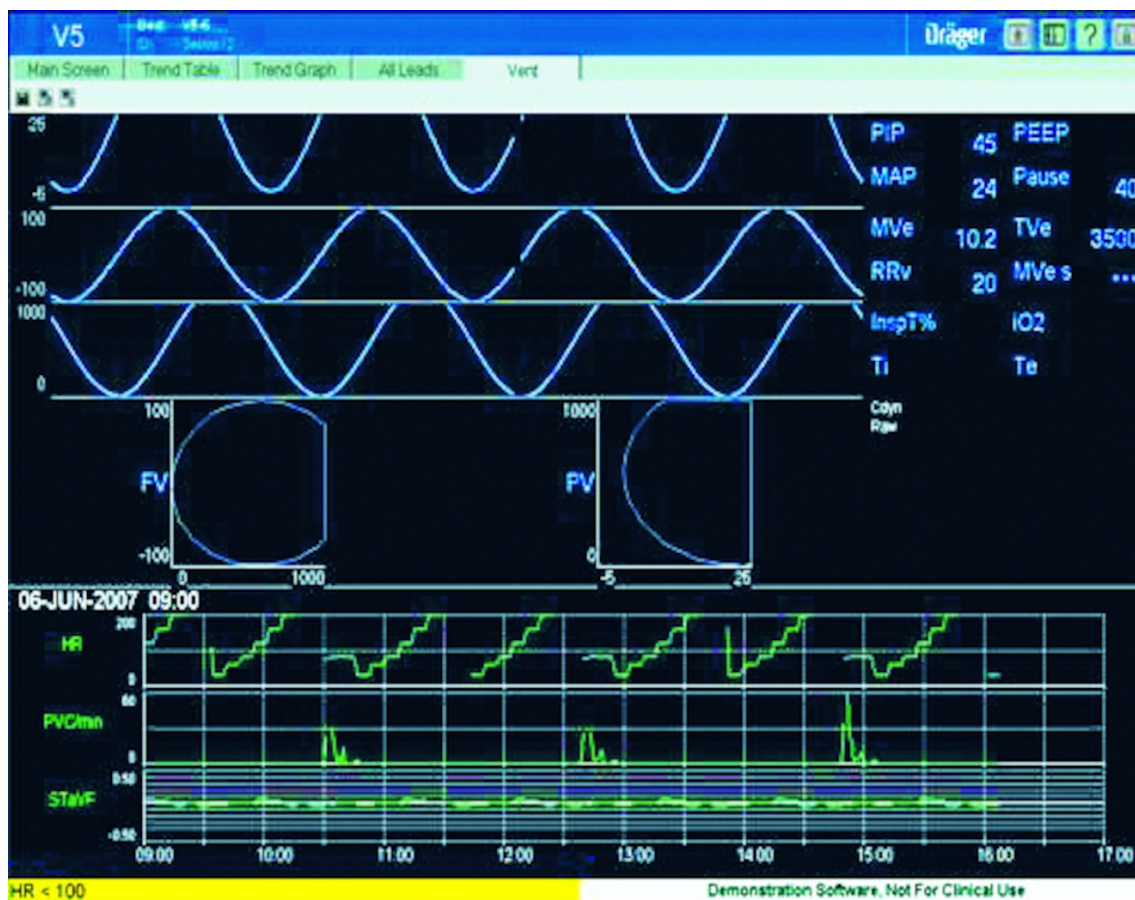 V5
Bed: V5-6
Dräger
?
Main Screen Trend Table Trend Graph All Leads Vent
25
-5
100
-100
1000
0
PIP 45 PEEP
MAP 24 Pause 40
MVe 10.2 TVe 3500
RRv 20 MVe s ***
InspT% iO2
Ti Te
Cdyn
Raw
100
FV
-100
0 1000
1000
PV
0
-5 25
06-JUN-2007 09:00
200
HR
0
60
PVC/mn
0
0.50
STaVF
-0.50
09:00 10:00 11:00 12:00 13:00 14:00 15:00 16:00 17:00
HR < 100
Demonstration Software, Not For Clinical Use